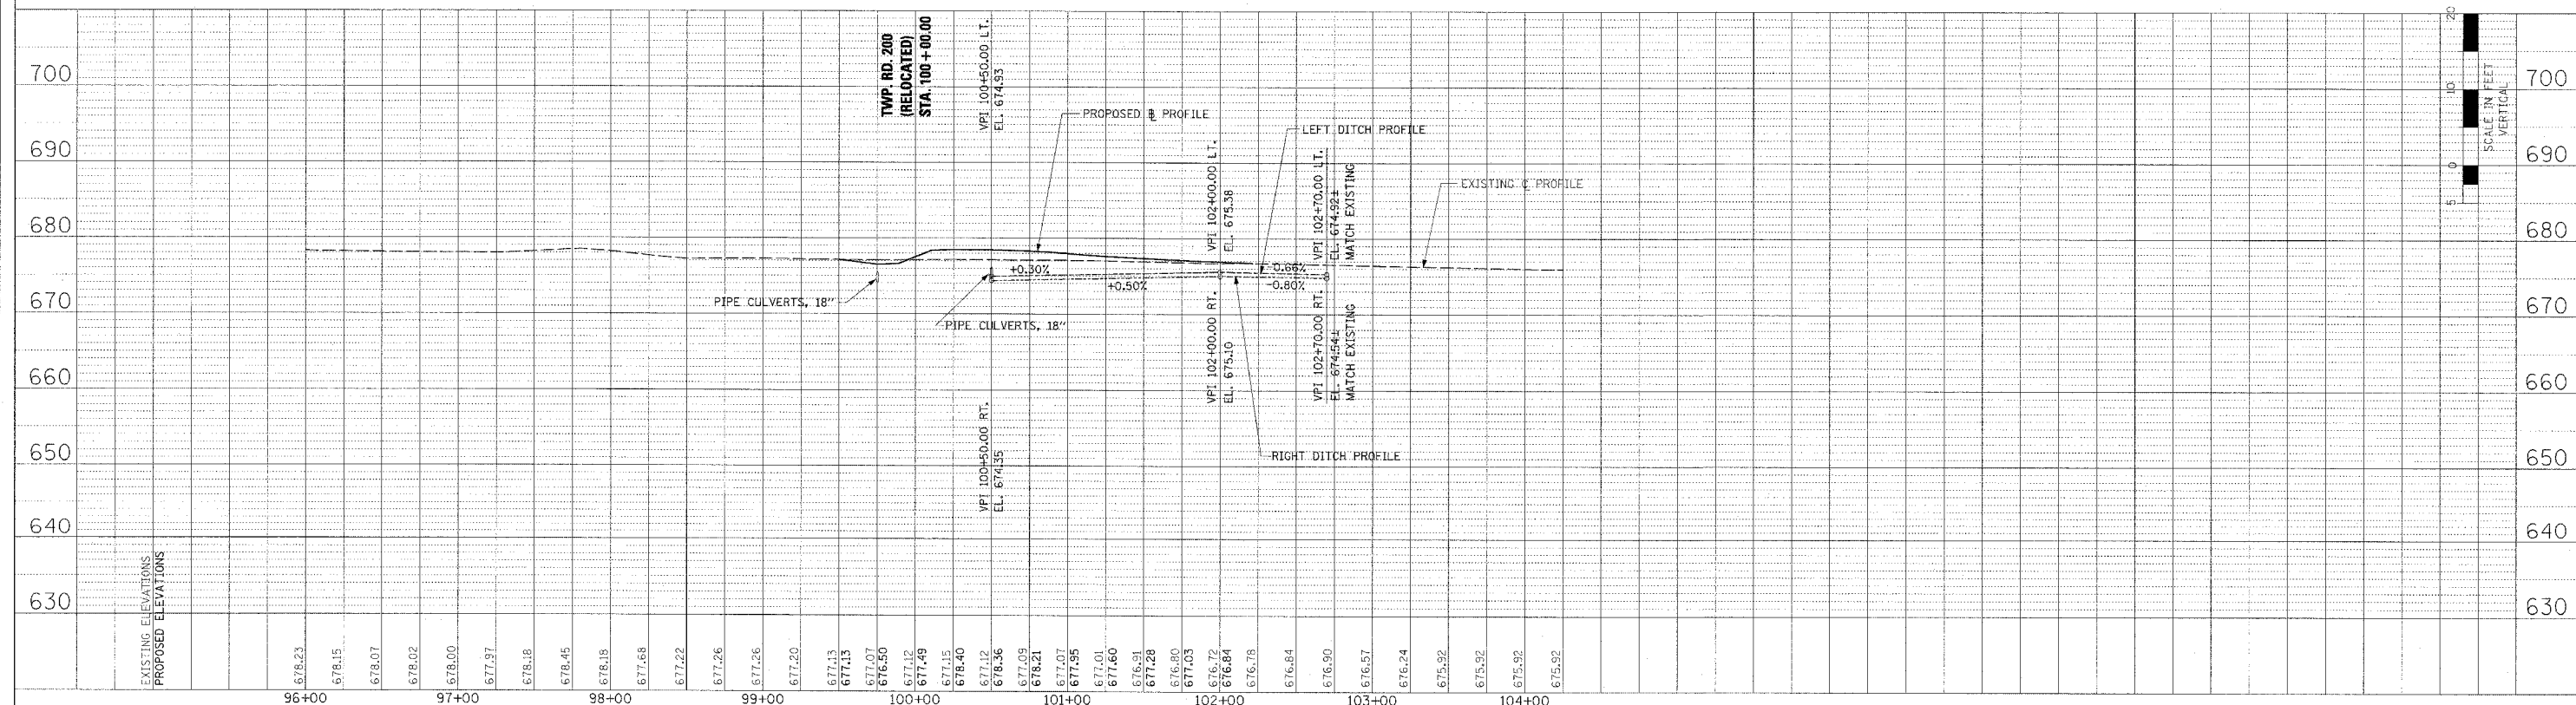 TWP. RD. 200
(RELOCATED)
STA. 100+00.00
VPI 100+50.00 LT.
EL. 674.93
PROPOSED ℄ PROFILE
LEFT DITCH PROFILE
VPI 102+00.00 LT.
EL. 675.38
VPI 102+70.00 LT.
EL. 674.92±
MATCH EXISTING
EXISTING ℄ PROFILE
20
10
0
5
SCALE IN FEET
VERTICAL
700
690
680
670
660
650
640
630
700
690
680
670
660
650
640
630
+0.30%
+0.50%
-0.66%
-0.80%
PIPE CULVERTS, 18"
PIPE CULVERTS, 18"
VPI 102+00.00 RT.
EL. 675.10
VPI 102+70.00 RT.
EL. 674.54±
MATCH EXISTING
VPI 100+50.00 RT.
EL. 674.35
RIGHT DITCH PROFILE
EXISTING ELEVATIONS
PROPOSED ELEVATIONS
678.23
678.15
678.07
678.02
678.00
677.97
678.18
678.45
678.18
677.68
677.22
677.26
677.26
677.20
677.13
677.13
677.07
676.50
677.12
677.49
677.15
678.40
677.12
678.36
677.09
678.21
677.07
677.95
677.01
677.60
676.91
677.28
676.80
677.03
676.72
676.84
676.78
676.84
676.90
676.57
676.24
675.92
675.92
675.92
675.92
96+00
97+00
98+00
99+00
100+00
101+00
102+00
103+00
104+00